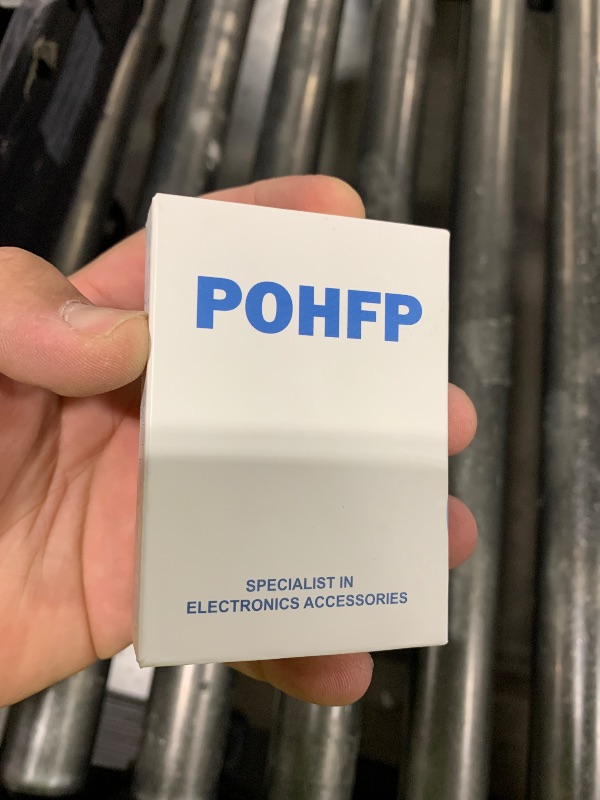 POHFP
SPECIALIST IN
ELECTRONICS ACCESSORIES